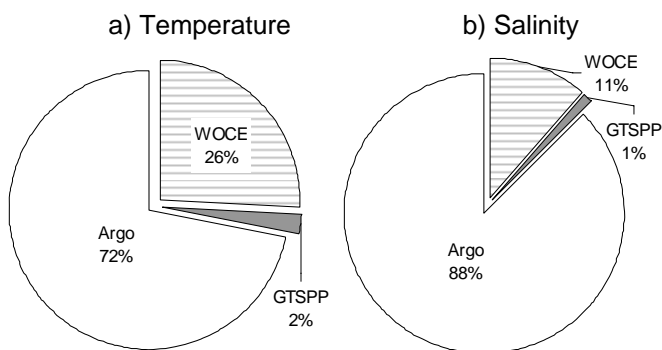 a) Temperature
WOCE
26%
Argo
72%
GTSPP
2%
b) Salinity
WOCE
11%
GTSPP
1%
Argo
88%